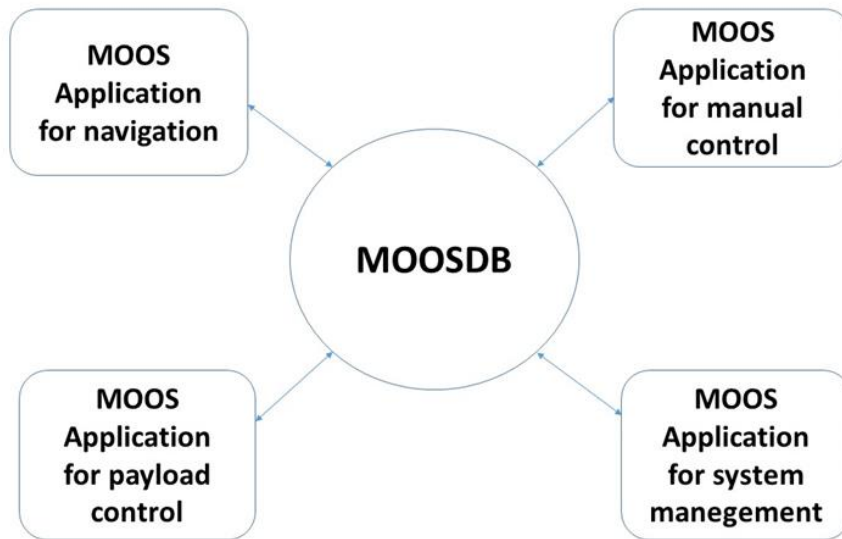 MOOS
Application
for navigation
MOOS
Application
for manual
control
MOOSDB
MOOS
Application
for payload
control
MOOS
Application
for system
manegement